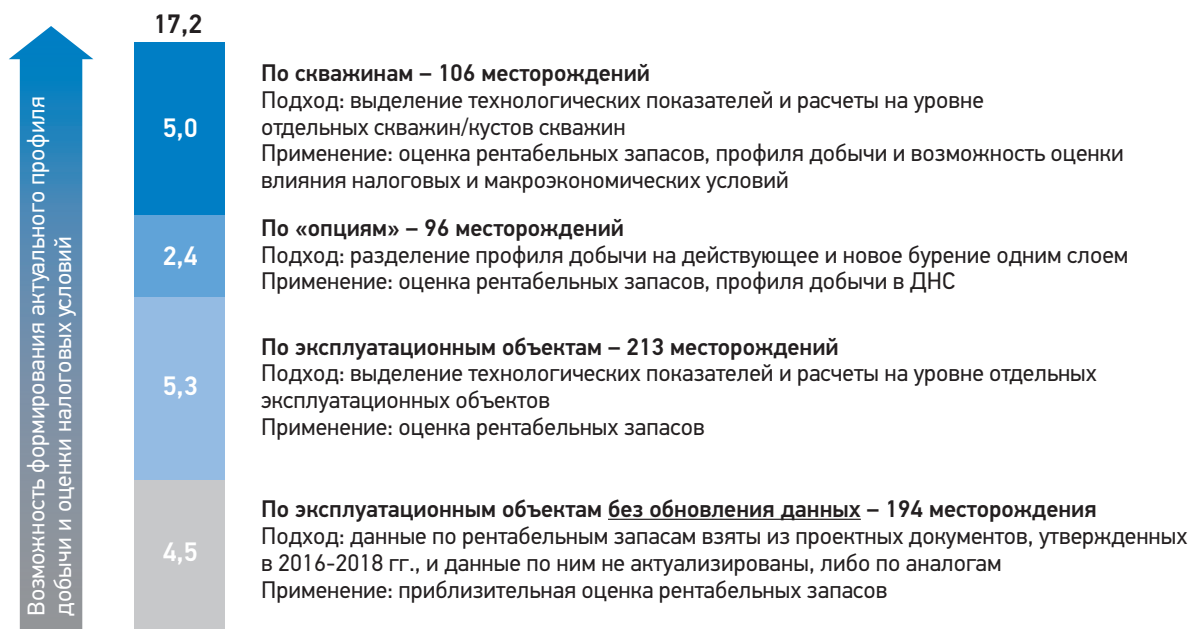 Возможность формирования актуального профиля
добычи и оценки налоговых условий
17,2
5,0
По скважинам – 106 месторождений
Подход: выделение технологических показателей и расчеты на уровне
отдельных скважин/кустов скважин
Применение: оценка рентабельных запасов, профиля добычи и возможность оценки
влияния налоговых и макроэкономических условий
2,4
По «опциям» – 96 месторождений
Подход: разделение профиля добычи на действующее и новое бурение одним слоем
Применение: оценка рентабельных запасов, профиля добычи в ДНС
5,3
По эксплуатационным объектам – 213 месторождений
Подход: выделение технологических показателей и расчеты на уровне отдельных
эксплуатационных объектов
Применение: оценка рентабельных запасов
4,5
По эксплуатационным объектам без обновления данных – 194 месторождения
Подход: данные по рентабельным запасам взяты из проектных документов, утвержденных
в 2016-2018 гг., и данные по ним не актуализированы, либо по аналогам
Применение: приблизительная оценка рентабельных запасов